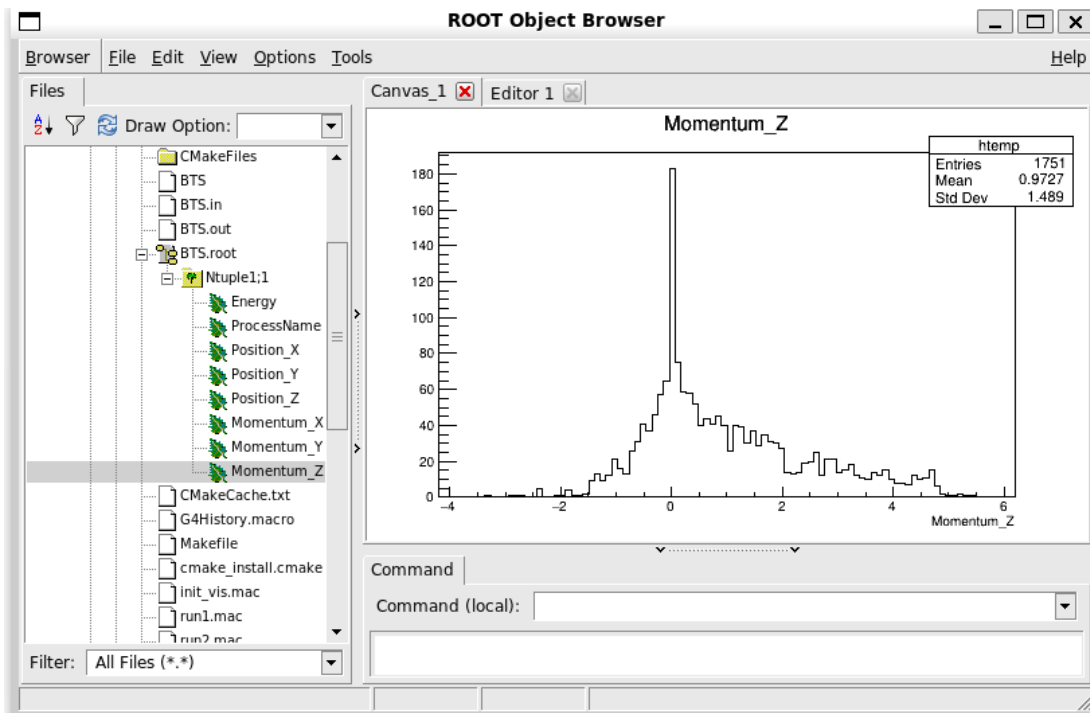 ROOT Object Browser
Browser File Edit View Options Tools Help
Files
Draw Option:
CMakeFiles
BTS
BTS.in
BTS.out
BTS.root
Ntuple1;1
Energy
ProcessName
Position_X
Position_Y
Position_Z
Momentum_X
Momentum_Y
Momentum_Z
CMakeCache.txt
G4History.macro
Makefile
cmake_install.cmake
init_vis.mac
run1.mac
run2.mac
Filter: All Files (*.*)
Canvas_1 Editor 1
Momentum_Z
htemp
Entries 1751
Mean 0.9727
Std Dev 1.489
180
160
140
120
100
80
60
40
20
0
−4 −2 0 2 4 6
Momentum_Z
Command
Command (local):